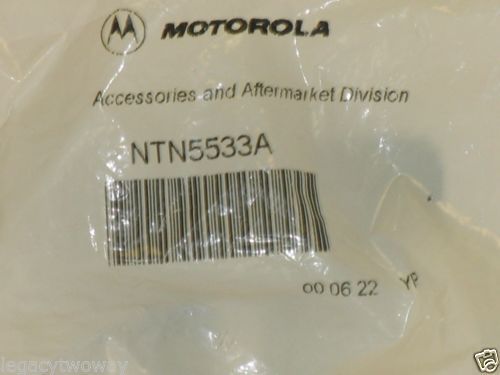 MOTOROLA
Accessories and Aftermarket Division
NTN5533A
00 06 22 YP
legacytwoway